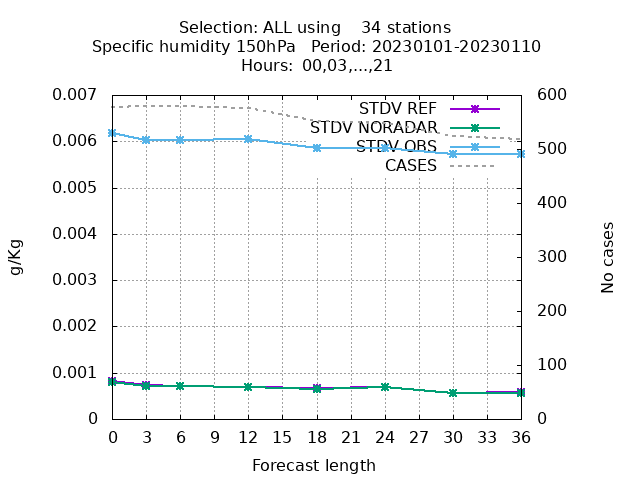 Selection: ALL using    34 stations
Specific humidity 150hPa   Period: 20230101-20230110
Hours:  00,03,...,21
STDV REF
STDV NORADAR
STDV OBS
CASES
0.007
0.006
0.005
0.004
0.003
0.002
0.001
0
600
500
400
300
200
100
0
g/Kg
No cases
0 3 6 9 12 15 18 21 24 27 30 33 36
Forecast length